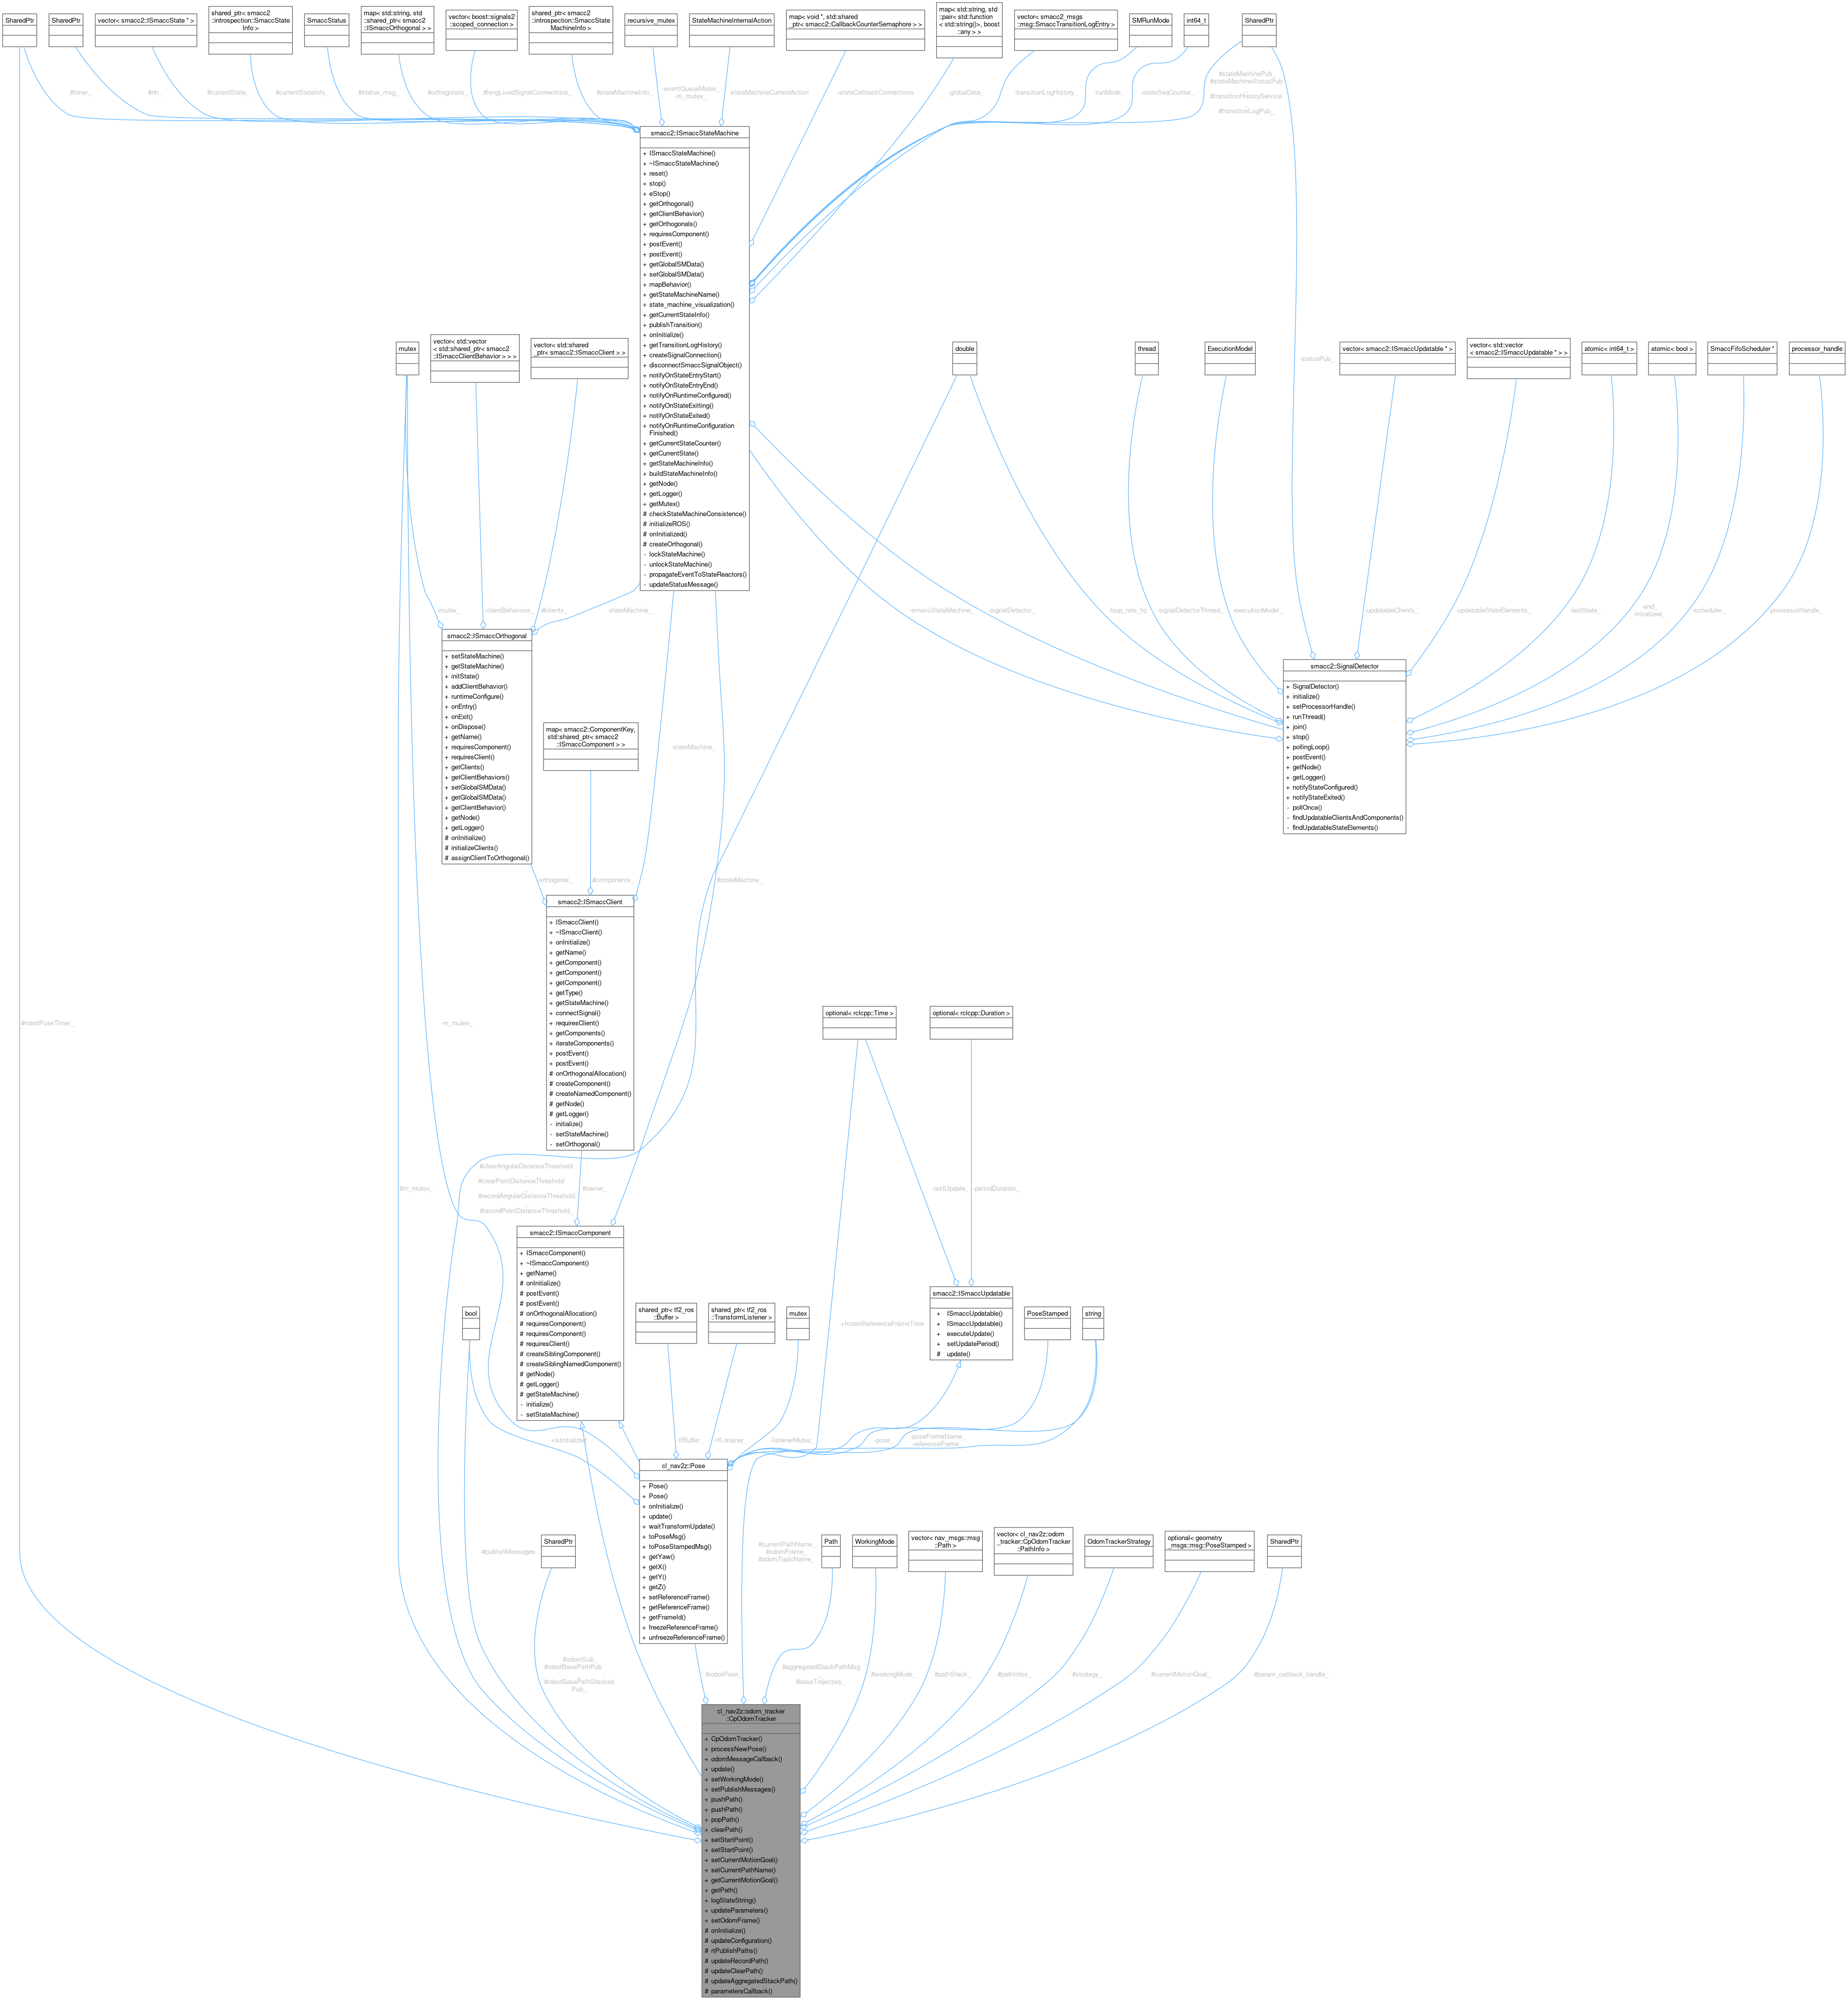 SharedPtr
SharedPtr
vector< smacc2::ISmaccState * >
shared_ptr< smacc2
::introspection::SmaccState
Info >
SmaccStatus
map< std::string, std
::shared_ptr< smacc2
::ISmaccOrthogonal > >
vector< boost::signals2
::scoped_connection >
shared_ptr< smacc2
::introspection::SmaccState
MachineInfo >
recursive_mutex
StateMachineInternalAction
map< void *, std::shared
_ptr< smacc2::CallbackCounterSemaphore > >
map< std::string, std
::pair< std::function
< std::string()>, boost
::any > >
vector< smacc2_msgs
::msg::SmaccTransitionLogEntry >
SMRunMode
int64_t
SharedPtr
#timer_
#nh_
#currentState_
#currentStateInfo_
#status_msg_
#orthogonals_
#longLivedSignalConnections_
#stateMachineInfo_
-eventQueueMutex_
-m_mutex_
-stateMachineCurrentAction
-stateCallbackConnections
-globalData_
-transitionLogHistory_
-runMode_
-stateSeqCounter_
#stateMachinePub_
#stateMachineStatusPub
_
#transitionHistoryService
_
#transitionLogPub_
smacc2::ISmaccStateMachine
+ ISmaccStateMachine()
+ ~ISmaccStateMachine()
+ reset()
+ stop()
+ eStop()
+ getOrthogonal()
+ getClientBehavior()
+ getOrthogonals()
+ requiresComponent()
+ postEvent()
+ postEvent()
+ getGlobalSMData()
+ setGlobalSMData()
+ mapBehavior()
+ getStateMachineName()
+ state_machine_visualization()
+ getCurrentStateInfo()
+ publishTransition()
+ onInitialize()
+ getTransitionLogHistory()
+ createSignalConnection()
+ disconnectSmaccSignalObject()
+ notifyOnStateEntryStart()
+ notifyOnStateEntryEnd()
+ notifyOnRuntimeConfigured()
+ notifyOnStateExitting()
+ notifyOnStateExited()
+ notifyOnRuntimeConfiguration
Finished()
+ getCurrentStateCounter()
+ getCurrentState()
+ getStateMachineInfo()
+ buildStateMachineInfo()
+ getNode()
+ getLogger()
+ getMutex()
# checkStateMachineConsistence()
# initializeROS()
# onInitialized()
# createOrthogonal()
- lockStateMachine()
- unlockStateMachine()
- propagateEventToStateReactors()
- updateStatusMessage()
mutex
vector< std::vector
< std::shared_ptr< smacc2
::ISmaccClientBehavior > > >
vector< std::shared
_ptr< smacc2::ISmaccClient > >
double
thread
ExecutionModel
-statusPub_
vector< smacc2::ISmaccUpdatable * >
vector< std::vector
< smacc2::ISmaccUpdatable * > >
atomic< int64_t >
atomic< bool >
SmaccFifoScheduler *
processor_handle
-mutex_
-clientBehaviors_
#clients_
-stateMachine_
-smaccStateMachine_
-signalDetector_
-loop_rate_hz
-signalDetectorThread_
-executionModel_
-updatableClients_
-updatableStateElements_
-lastState_
-end_
-initialized_
-scheduler_
-processorHandle_
smacc2::ISmaccOrthogonal
+ setStateMachine()
+ getStateMachine()
+ initState()
+ addClientBehavior()
+ runtimeConfigure()
+ onEntry()
+ onExit()
+ onDispose()
+ getName()
+ requiresComponent()
+ requiresClient()
+ getClients()
+ getClientBehaviors()
+ setGlobalSMData()
+ getGlobalSMData()
+ getClientBehavior()
+ getNode()
+ getLogger()
# onInitialize()
# initializeClients()
# assignClientToOrthogonal()
smacc2::SignalDetector
+ SignalDetector()
+ initialize()
+ setProcessorHandle()
+ runThread()
+ join()
+ stop()
+ pollingLoop()
+ postEvent()
+ getNode()
+ getLogger()
+ notifyStateConfigured()
+ notifyStateExited()
- pollOnce()
- findUpdatableClientsAndComponents()
- findUpdatableStateElements()
map< smacc2::ComponentKey,
std::shared_ptr< smacc2
::ISmaccComponent > >
-stateMachine_
-orthogonal_
#components_
#stateMachine_
smacc2::ISmaccClient
+ ISmaccClient()
+ ~ISmaccClient()
+ onInitialize()
+ getName()
+ getComponent()
+ getComponent()
+ getComponent()
+ getType()
+ getStateMachine()
+ connectSignal()
+ requiresClient()
+ getComponents()
+ iterateComponents()
+ postEvent()
+ postEvent()
# onOrthogonalAllocation()
# createComponent()
# createNamedComponent()
# getNode()
# getLogger()
- initialize()
- setStateMachine()
- setOrthogonal()
#robotPoseTimer_
-m_mutex_
optional< rclcpp::Time >
optional< rclcpp::Duration >
#m_mutex_
#clearAngularDistanceThreshold
_
#clearPointDistanceThreshold
_
#recordAngularDistanceThreshold
_
#recordPointDistanceThreshold_
#owner_
-lastUpdate_
-periodDuration_
smacc2::ISmaccComponent
+ ISmaccComponent()
+ ~ISmaccComponent()
+ getName()
# onInitialize()
# postEvent()
# postEvent()
# onOrthogonalAllocation()
# requiresComponent()
# requiresComponent()
# requiresClient()
# createSiblingComponent()
# createSiblingNamedComponent()
# getNode()
# getLogger()
# getStateMachine()
- initialize()
- setStateMachine()
bool
shared_ptr< tf2_ros
::Buffer >
shared_ptr< tf2_ros
::TransformListener >
mutex
+frozenReferenceFrameTime
smacc2::ISmaccUpdatable
+ ISmaccUpdatable()
+ ISmaccUpdatable()
+ executeUpdate()
+ setUpdatePeriod()
# update()
PoseStamped
string
+isInitialized
-tfBuffer_
-tfListener_
-listenerMutex_
-pose_
-poseFrameName_
-referenceFrame_
cl_nav2z::Pose
+ Pose()
+ Pose()
+ onInitialize()
+ update()
+ waitTransformUpdate()
+ toPoseMsg()
+ toPoseStampedMsg()
+ getYaw()
+ getX()
+ getY()
+ getZ()
+ setReferenceFrame()
+ getReferenceFrame()
+ getFrameId()
+ freezeReferenceFrame()
+ unfreezeReferenceFrame()
#publishMessages
SharedPtr
#currentPathName_
#odomFrame_
#odomTopicName_
Path
WorkingMode
vector< nav_msgs::msg
::Path >
vector< cl_nav2z::odom
_tracker::CpOdomTracker
::PathInfo >
OdomTrackerStrategy
optional< geometry
_msgs::msg::PoseStamped >
SharedPtr
#odomSub_
#robotBasePathPub
_
#robotBasePathStacked
Pub_
#robotPose_
#aggregatedStackPathMsg
_
#baseTrajectory_
#workingMode_
#pathStack_
#pathInfos_
#strategy_
#currentMotionGoal_
#param_callback_handle_
cl_nav2z::odom_tracker
::CpOdomTracker
+ CpOdomTracker()
+ processNewPose()
+ odomMessageCallback()
+ update()
+ setWorkingMode()
+ setPublishMessages()
+ pushPath()
+ pushPath()
+ popPath()
+ clearPath()
+ setStartPoint()
+ setStartPoint()
+ setCurrentMotionGoal()
+ setCurrentPathName()
+ getCurrentMotionGoal()
+ getPath()
+ logStateString()
+ updateParameters()
+ setOdomFrame()
# onInitialize()
# updateConfiguration()
# rtPublishPaths()
# updateRecordPath()
# updateClearPath()
# updateAggregatedStackPath()
# parametersCallback()